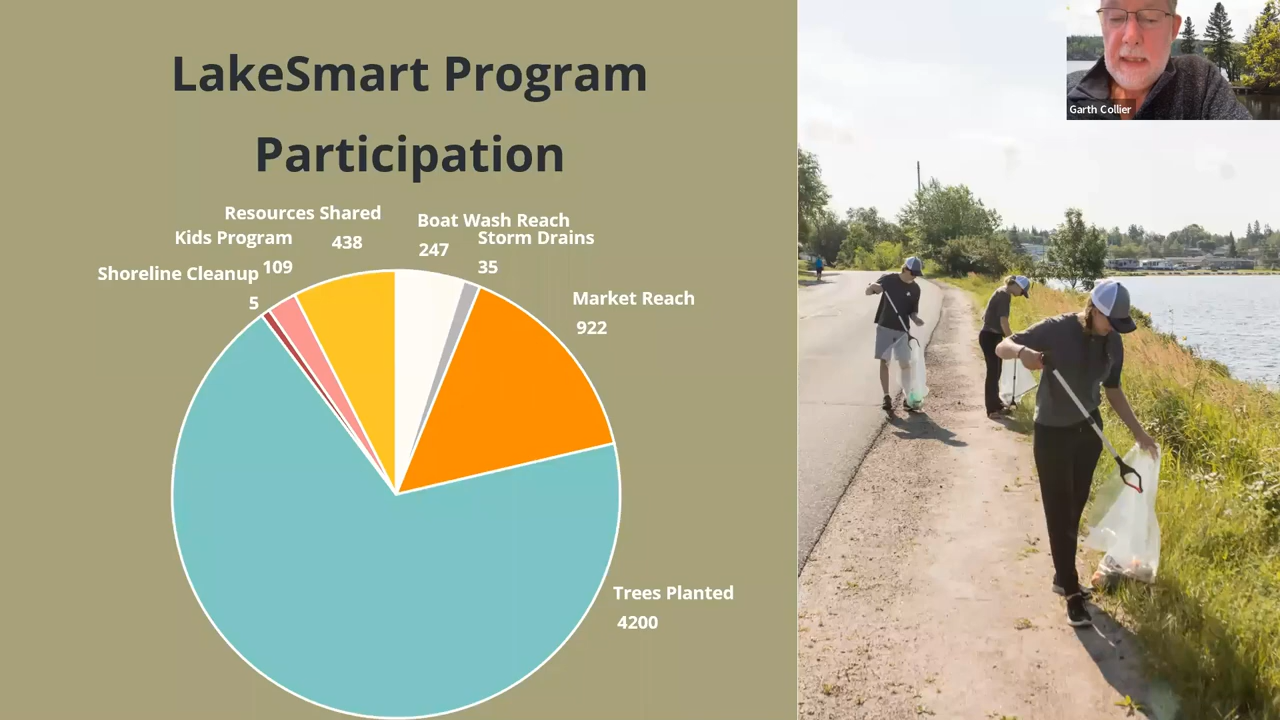 LakeSmart Program
Participation
Resources Shared
438
Boat Wash Reach
247
Kids Program
109
Storm Drains
35
Shoreline Cleanup
5
Market Reach
922
Trees Planted
4200
Garth Collier